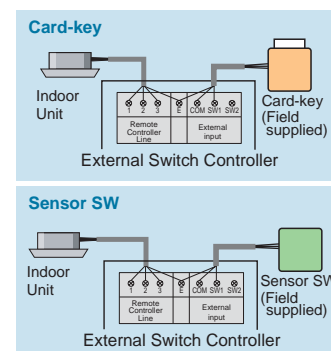 Card-key
Indoor
Unit
1 2 3 E COM SW1 SW2
Remote
Controller
Line
External
input
Card-key
(Field
supplied)
External Switch Controller
Sensor SW
Indoor
Unit
1 2 3 E COM SW1 SW2
Remote
Controller
Line
External
input
Sensor SW
(Field
supplied)
External Switch Controller